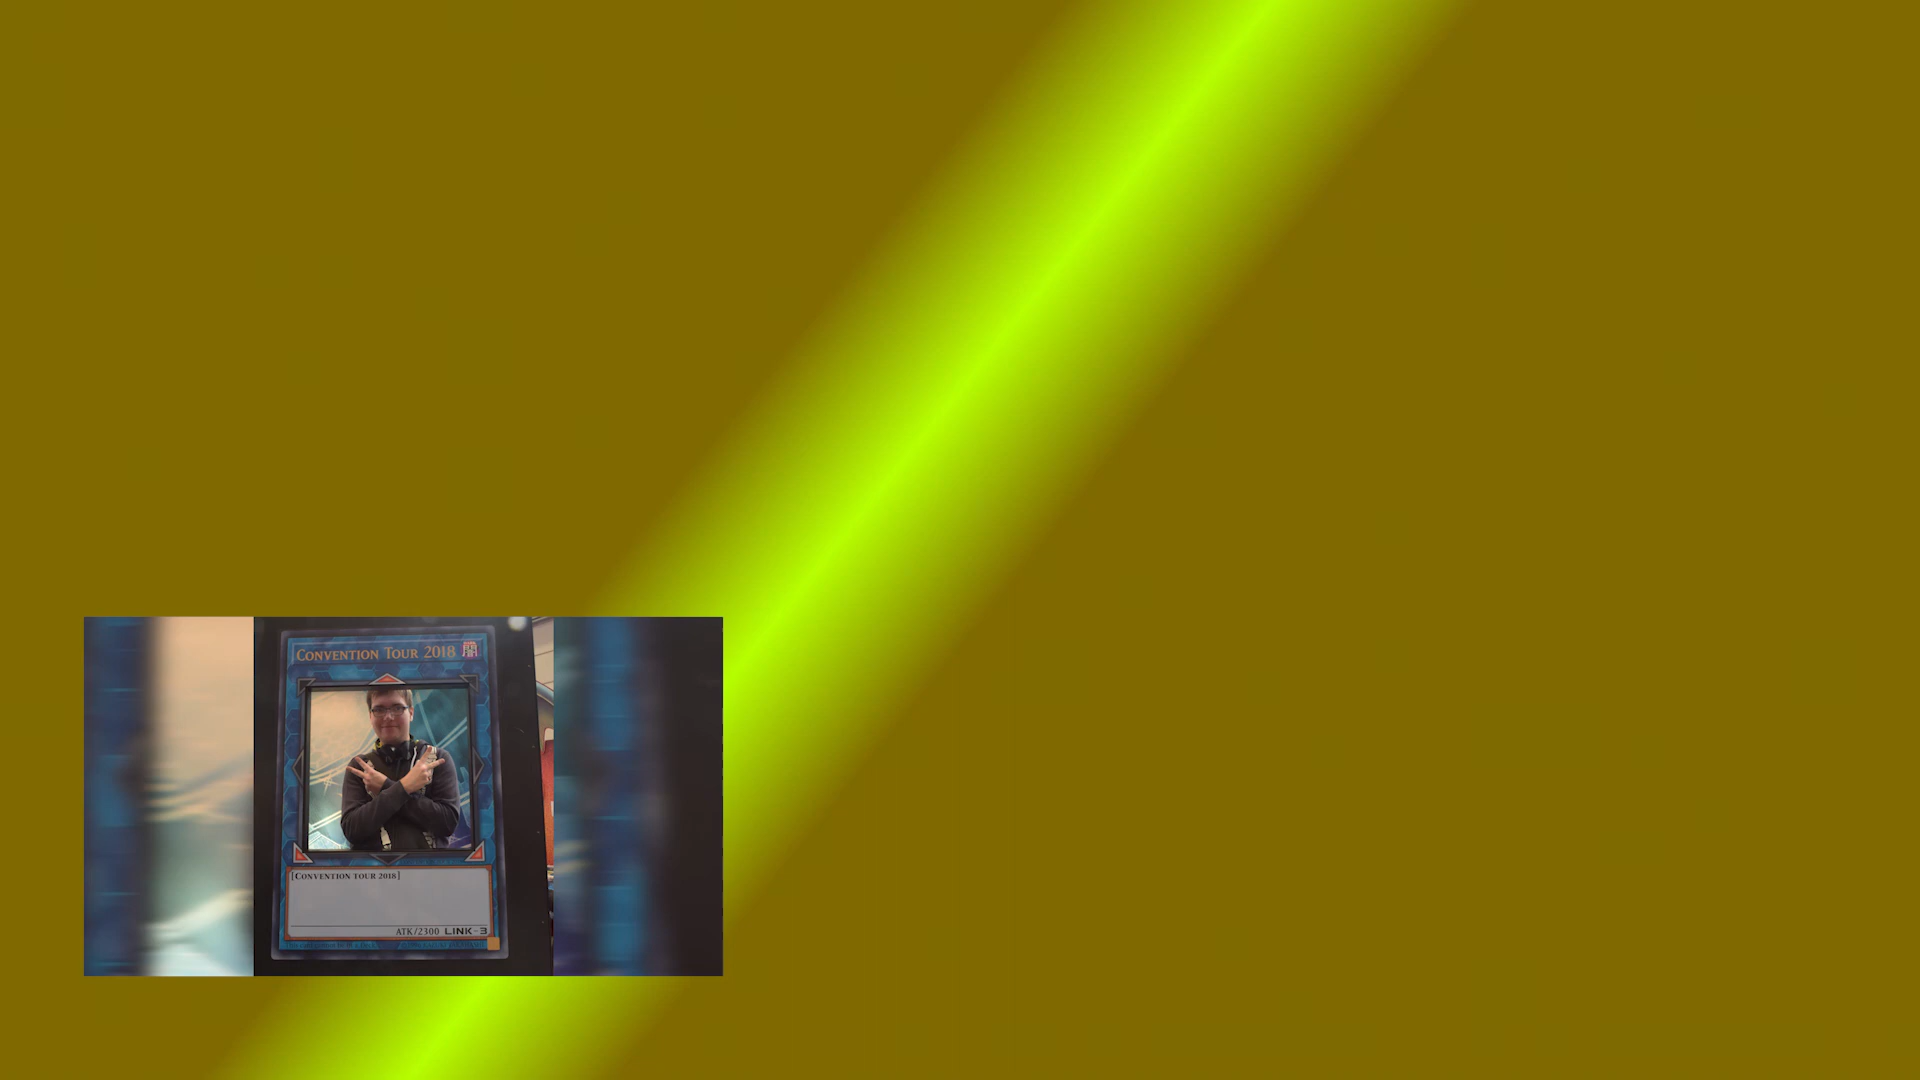 CONVENTION TOUR 2018
[CONVENTION TOUR 2018]
ATK/2300 LINK-3